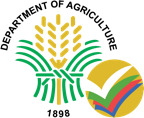 DEPARTMENT OF AGRICULTURE
1898